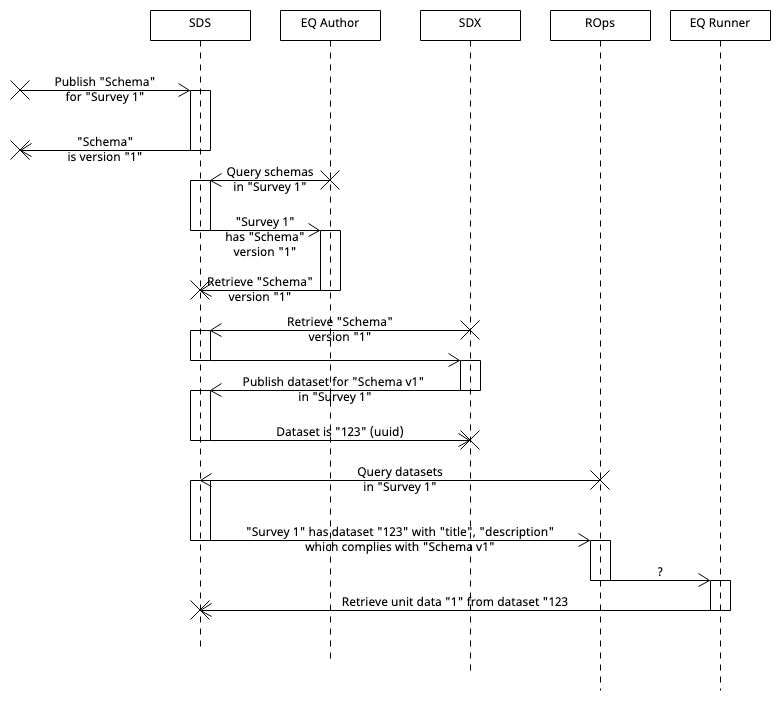 SDS
EQ Author
SDX
ROps
EQ Runner
Publish "Schema"
for "Survey 1"
"Schema"
is version "1"
Query schemas
in "Survey 1"
"Survey 1"
has "Schema"
version "1"
Retrieve "Schema"
version "1"
Retrieve "Schema"
version "1"
Publish dataset for "Schema v1"
in "Survey 1"
Dataset is "123" (uuid)
Query datasets
in "Survey 1"
"Survey 1" has dataset "123" with "title", "description"
which complies with "Schema v1"
?
Retrieve unit data "1" from dataset "123